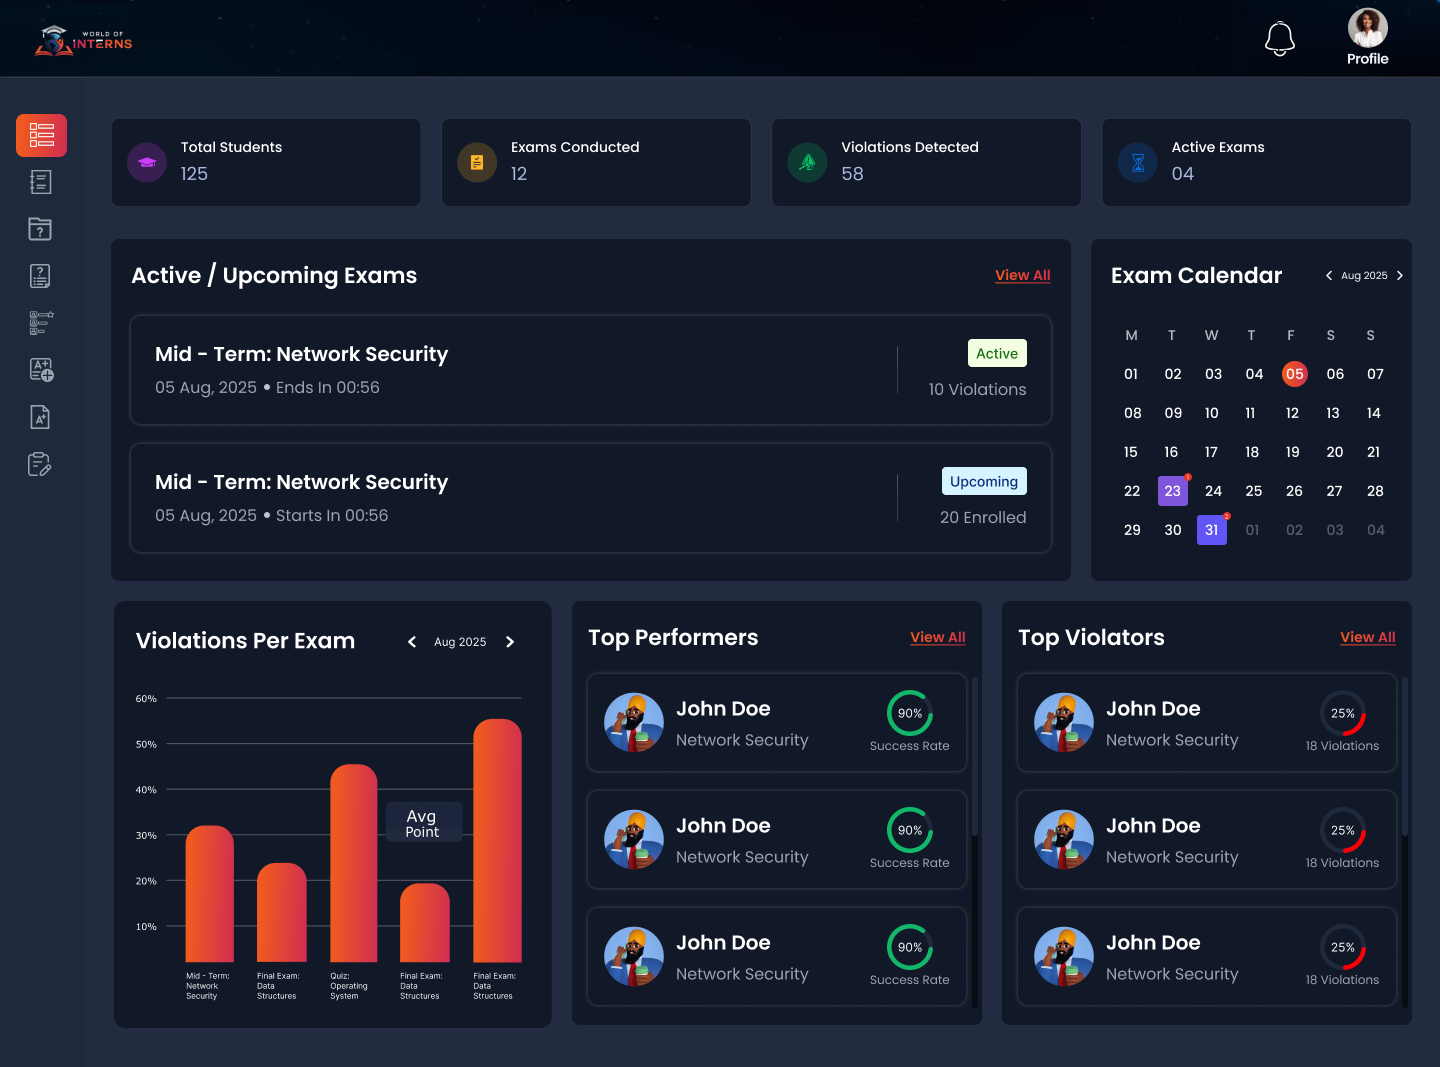 WORLD OF
INTERNS
Profile
Total Students
125
Exams Conducted
12
Violations Detected
58
Active Exams
04
Active / Upcoming Exams
View All
Mid - Term: Network Security
05 Aug, 2025 • Ends In 00:56
Active
10 Violations
Mid - Term: Network Security
05 Aug, 2025 • Starts In 00:56
Upcoming
20 Enrolled
Exam Calendar
Aug 2025
M T W T F S S
01 02 03 04 05 06 07
08 09 10 11 12 13 14
15 16 17 18 19 20 21
22 23 1 24 25 26 27 28
29 30 31 2 01 02 03 04
Violations Per Exam
Aug 2025
60%
50%
40%
30%
20%
10%
Avg
Point
Mid - Term:
Network
Security
Final Exam:
Data
Structures
Quiz:
Operating
System
Final Exam:
Data
Structures
Final Exam:
Data
Structures
Top Performers
View All
John Doe
Network Security
90%
Success Rate
John Doe
Network Security
90%
Success Rate
John Doe
Network Security
90%
Success Rate
Top Violators
View All
John Doe
Network Security
25%
18 Violations
John Doe
Network Security
25%
18 Violations
John Doe
Network Security
25%
18 Violations